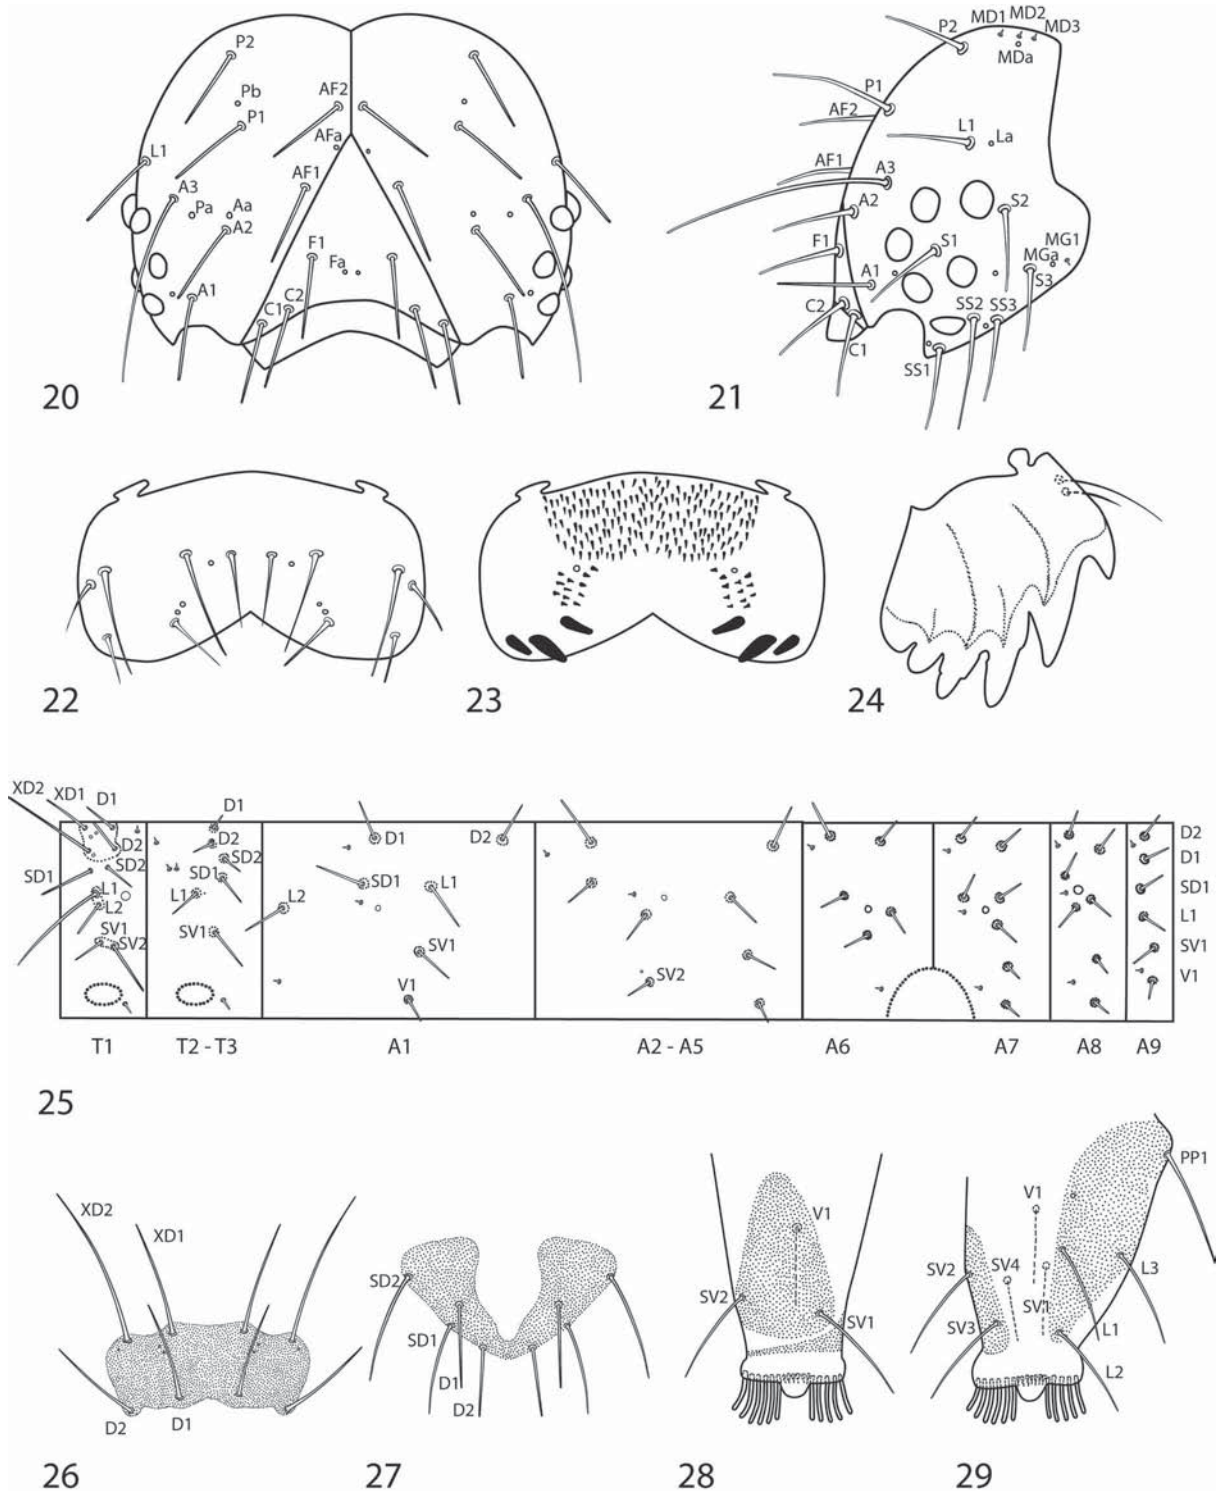 P2
Pb
P1
AF2
AFa
L1
A3
Pa
Aa
A2
AF1
F1
Fa
A1
C1
C2
20
MD1 MD2 MD3
P2
MDa
P1
AF2
L1
La
AF1
A3
A2
S2
F1
S1
MG1
MGa
A1
S3
C2
SS2
SS3
C1
SS1
21
22
23
24
XD2
XD1
D1
D2
SD2
SD1
L1
L2
SV1
SV2
D1
D2
SD2
SD1
L1
SV1
D1
D2
SD1
L1
L2
SV1
V1
SV2
D2
D1
SD1
L1
SV1
V1
T1
T2 - T3
A1
A2 - A5
A6
A7
A8
A9
25
XD2
XD1
D2
D1
26
SD2
SD1
D1
D2
27
V1
SV2
SV1
28
PP1
V1
SV2
SV4
L3
SV3
SV1
L1
L2
29